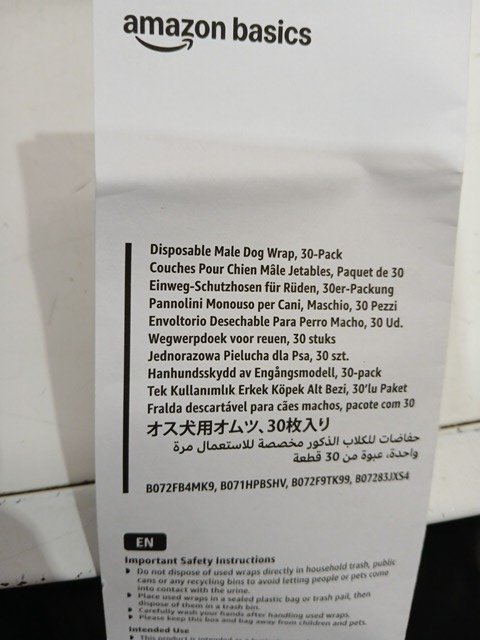 amazon basics
Disposable Male Dog Wrap, 30-Pack
Couches Pour Chien Mâle Jetables, Paquet de 30
Einweg-Schutzhosen für Rüden, 30er-Packung
Pannolini Monouso per Cani, Maschio, 30 Pezzi
Envoltorio Desechable Para Perro Macho, 30 Ud.
Wegwerpdoek voor reuen, 30 stuks
Jednorazowa Pielucha dla Psa, 30 szt.
Hanhundsskydd av Engångsmodell, 30-pack
Tek Kullanımlık Erkek Köpek Alt Bezi, 30'lu Paket
Fralda descartável para cães machos, pacote com 30
オス犬用オムツ、30枚入り
حفاضات للكلاب الذكور مخصصة للاستعمال مرة
واحدة، عبوة من 30 قطعة
B072FB4MK9, B071HPBSHV, B072F9TK99, B07283JXS4
EN
Important Safety Instructions
Do not dispose of used wraps directly in household trash, public
cans or any recycling bins to avoid letting people or pets come
into contact with the urine.
Place used wraps in a sealed plastic bag or trash pail, then
dispose of them in a trash bin.
Carefully wash your hands after handling used wraps.
Please keep this box and bag away from children and pets.
Intended Use
This product is intended